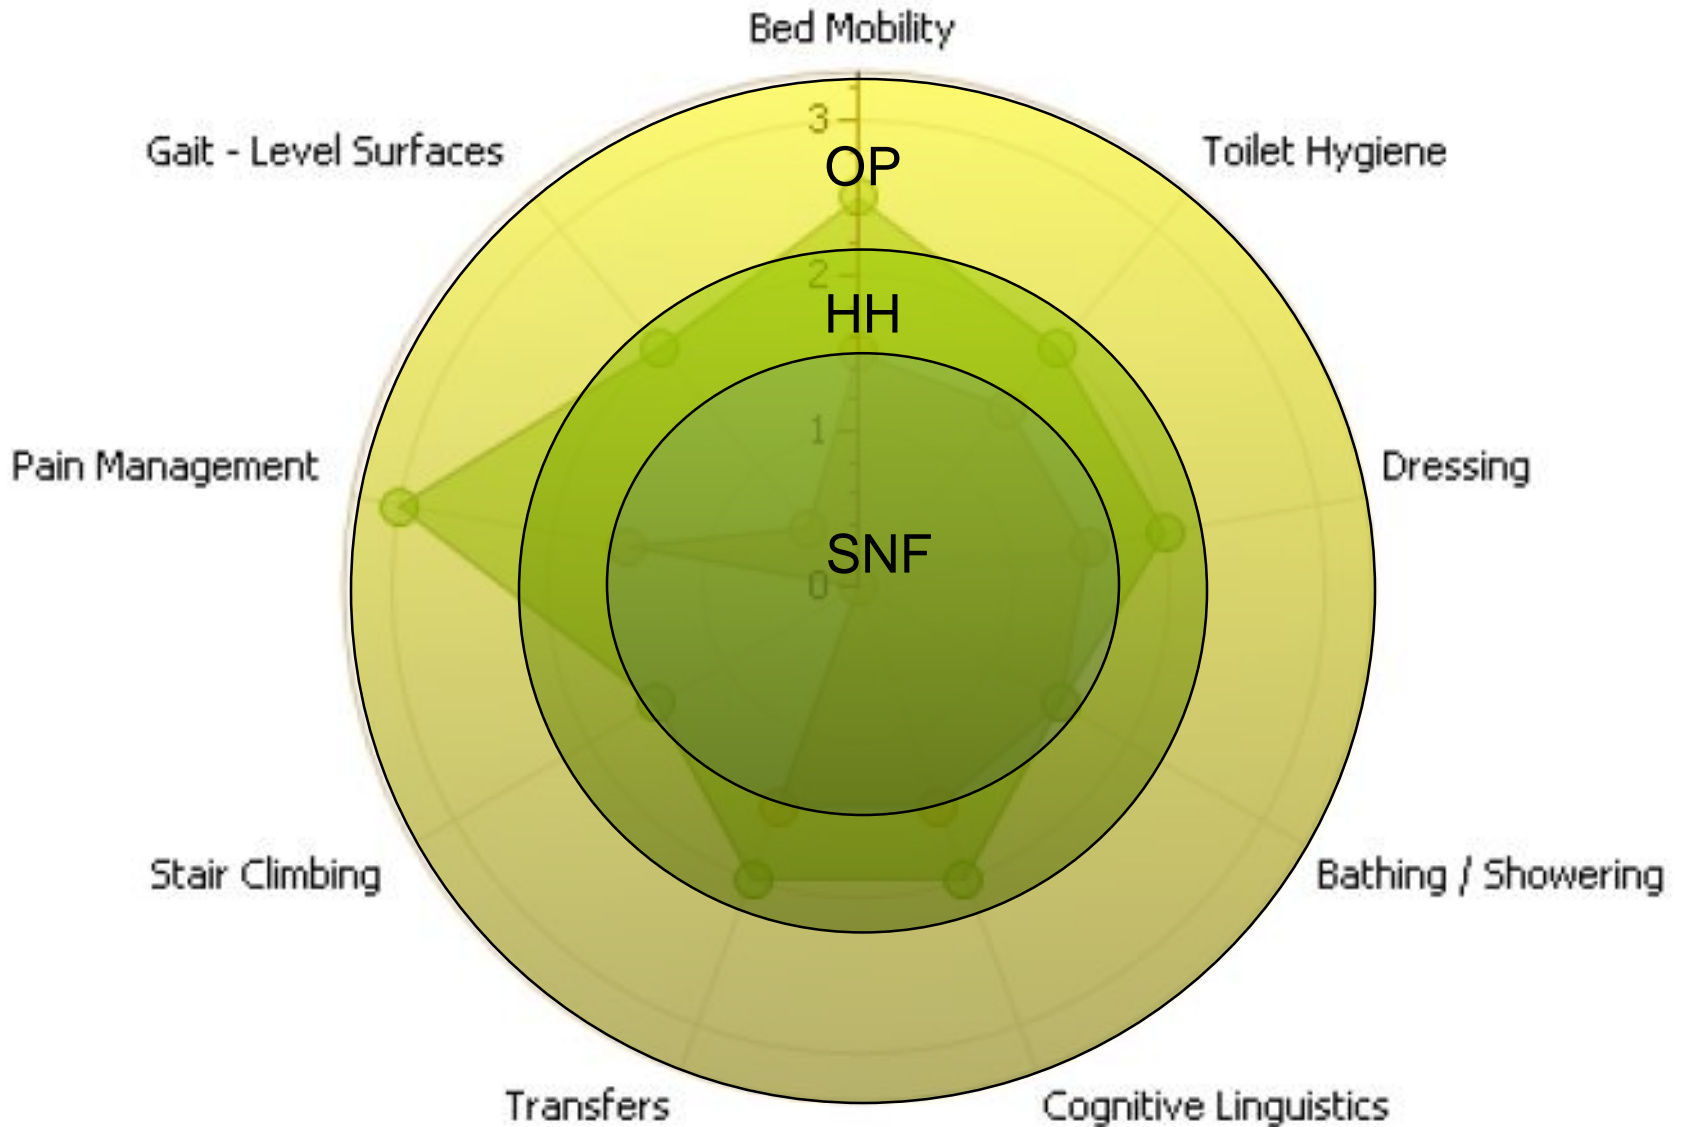 Bed Mobility
3
Gait - Level Surfaces
Toilet Hygiene
OP
2
HH
1
Pain Management
Dressing
SNF
0
Stair Climbing
Bathing / Showering
Transfers
Cognitive Linguistics